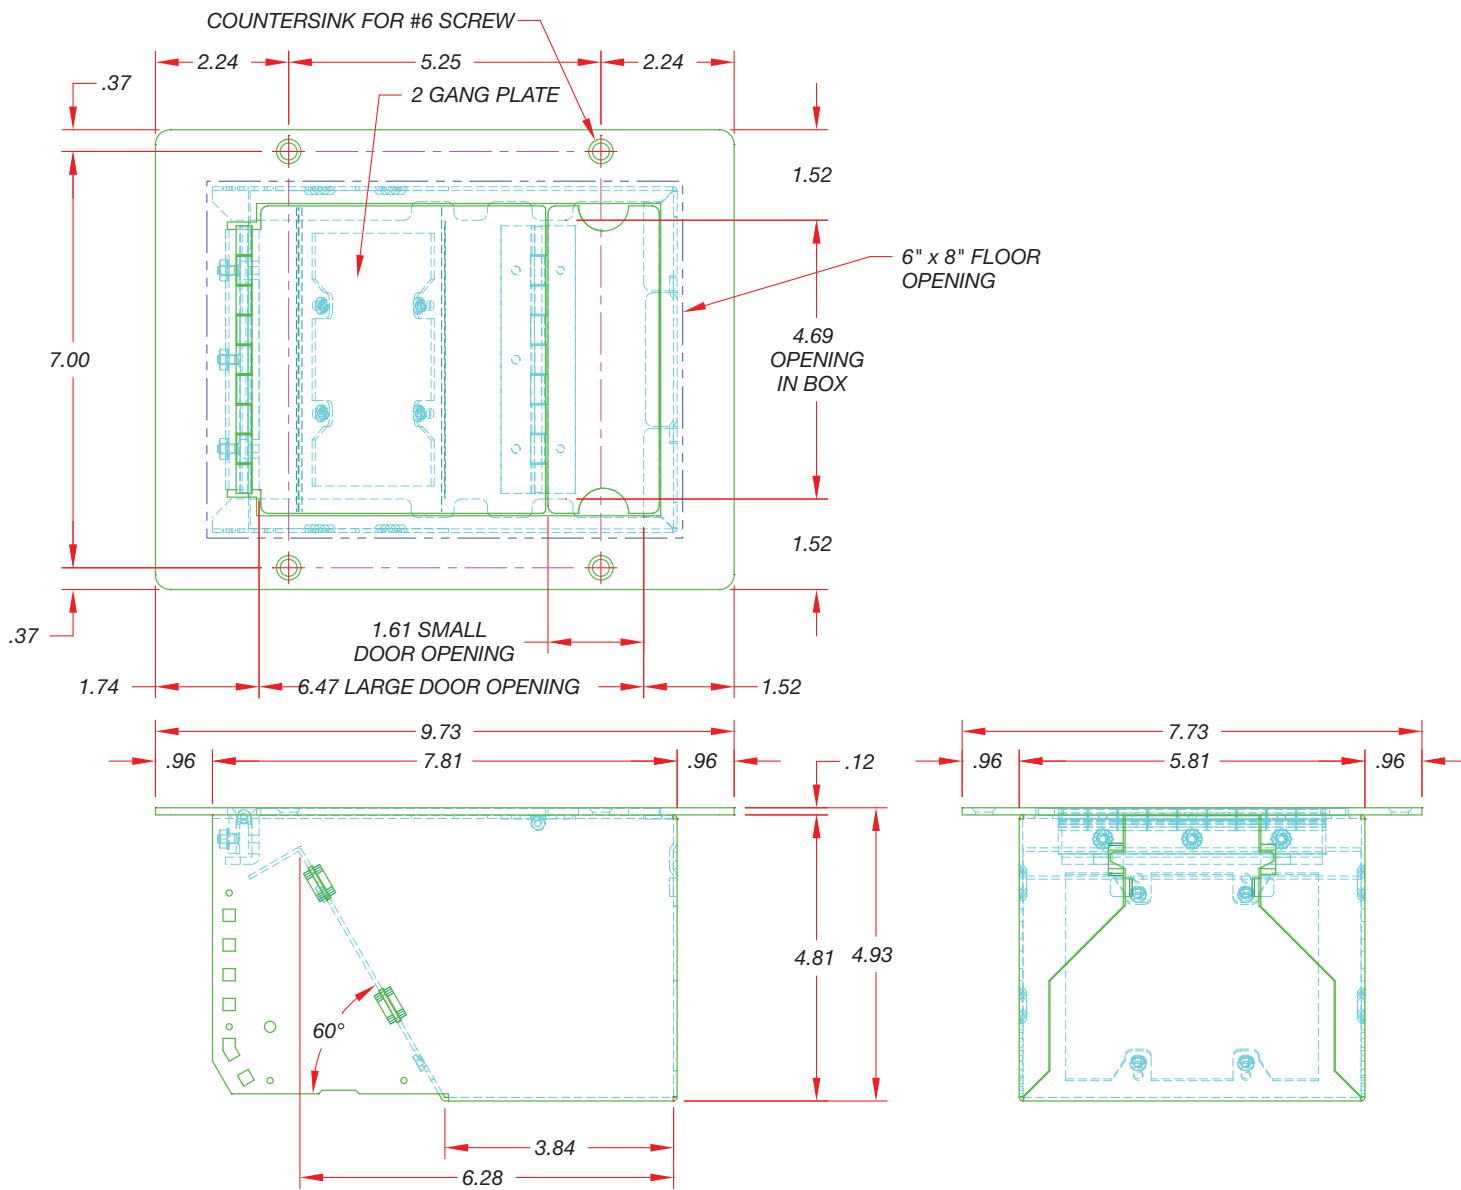 COUNTERSINK FOR #6 SCREW
2.24
5.25
2.24
.37
2 GANG PLATE
1.52
6" x 8" FLOOR
OPENING
7.00
4.69
OPENING
IN BOX
1.52
.37
1.61 SMALL
DOOR OPENING
1.74
6.47 LARGE DOOR OPENING
1.52
9.73
7.73
.96
7.81
.96
.12
.96
5.81
.96
4.81
4.93
60°
3.84
6.28